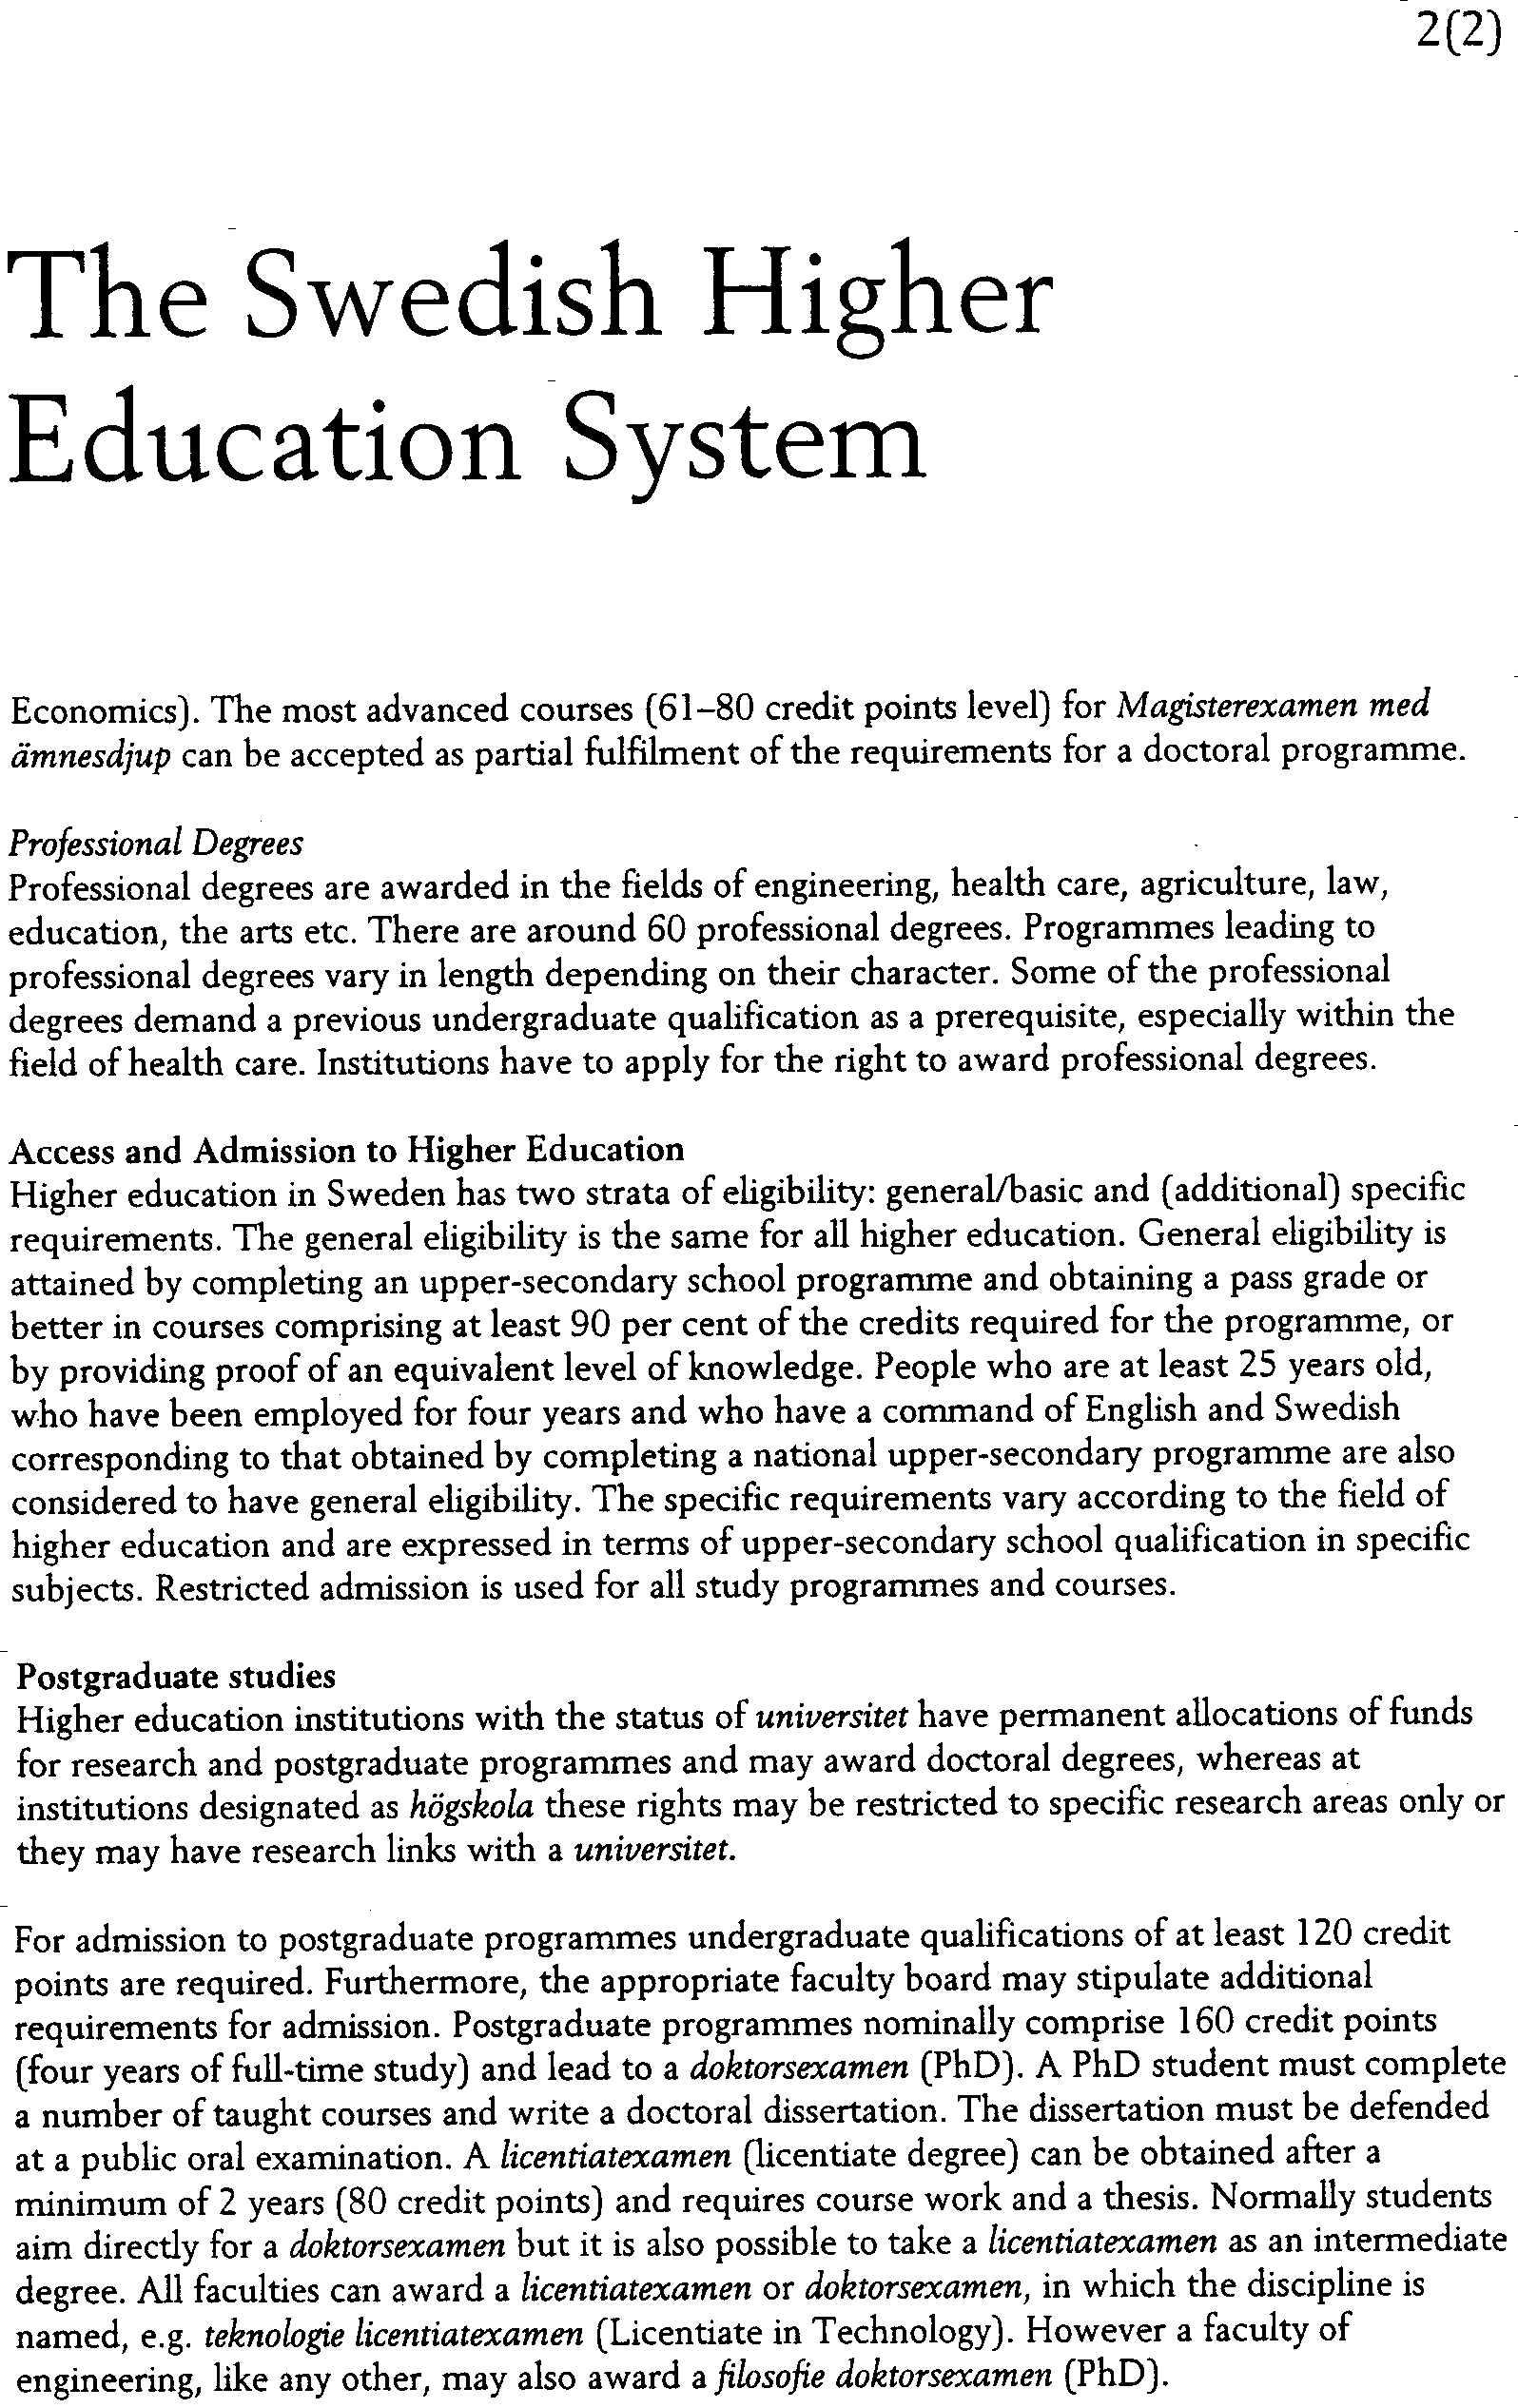 2(2)
The Swedish Higher
Education System
Economics). The most advanced courses (61–80 credit points level) for Magisterexamen med
ämnesdjup can be accepted as partial fulfilment of the requirements for a doctoral programme.
Professional Degrees
Professional degrees are awarded in the fields of engineering, health care, agriculture, law,
education, the arts etc. There are around 60 professional degrees. Programmes leading to
professional degrees vary in length depending on their character. Some of the professional
degrees demand a previous undergraduate qualification as a prerequisite, especially within the
field of health care. Institutions have to apply for the right to award professional degrees.
Access and Admission to Higher Education
Higher education in Sweden has two strata of eligibility: general/basic and (additional) specific
requirements. The general eligibility is the same for all higher education. General eligibility is
attained by completing an upper-secondary school programme and obtaining a pass grade or
better in courses comprising at least 90 per cent of the credits required for the programme, or
by providing proof of an equivalent level of knowledge. People who are at least 25 years old,
who have been employed for four years and who have a command of English and Swedish
corresponding to that obtained by completing a national upper-secondary programme are also
considered to have general eligibility. The specific requirements vary according to the field of
higher education and are expressed in terms of upper-secondary school qualification in specific
subjects. Restricted admission is used for all study programmes and courses.
Postgraduate studies
Higher education institutions with the status of universitet have permanent allocations of funds
for research and postgraduate programmes and may award doctoral degrees, whereas at
institutions designated as högskola these rights may be restricted to specific research areas only or
they may have research links with a universitet.
For admission to postgraduate programmes undergraduate qualifications of at least 120 credit
points are required. Furthermore, the appropriate faculty board may stipulate additional
requirements for admission. Postgraduate programmes nominally comprise 160 credit points
(four years of full-time study) and lead to a doktorsexamen (PhD). A PhD student must complete
a number of taught courses and write a doctoral dissertation. The dissertation must be defended
at a public oral examination. A licentiatexamen (licentiate degree) can be obtained after a
minimum of 2 years (80 credit points) and requires course work and a thesis. Normally students
aim directly for a doktorsexamen but it is also possible to take a licentiatexamen as an intermediate
degree. All faculties can award a licentiatexamen or doktorsexamen, in which the discipline is
named, e.g. teknologie licentiatexamen (Licentiate in Technology). However a faculty of
engineering, like any other, may also award a filosofie doktorsexamen (PhD).